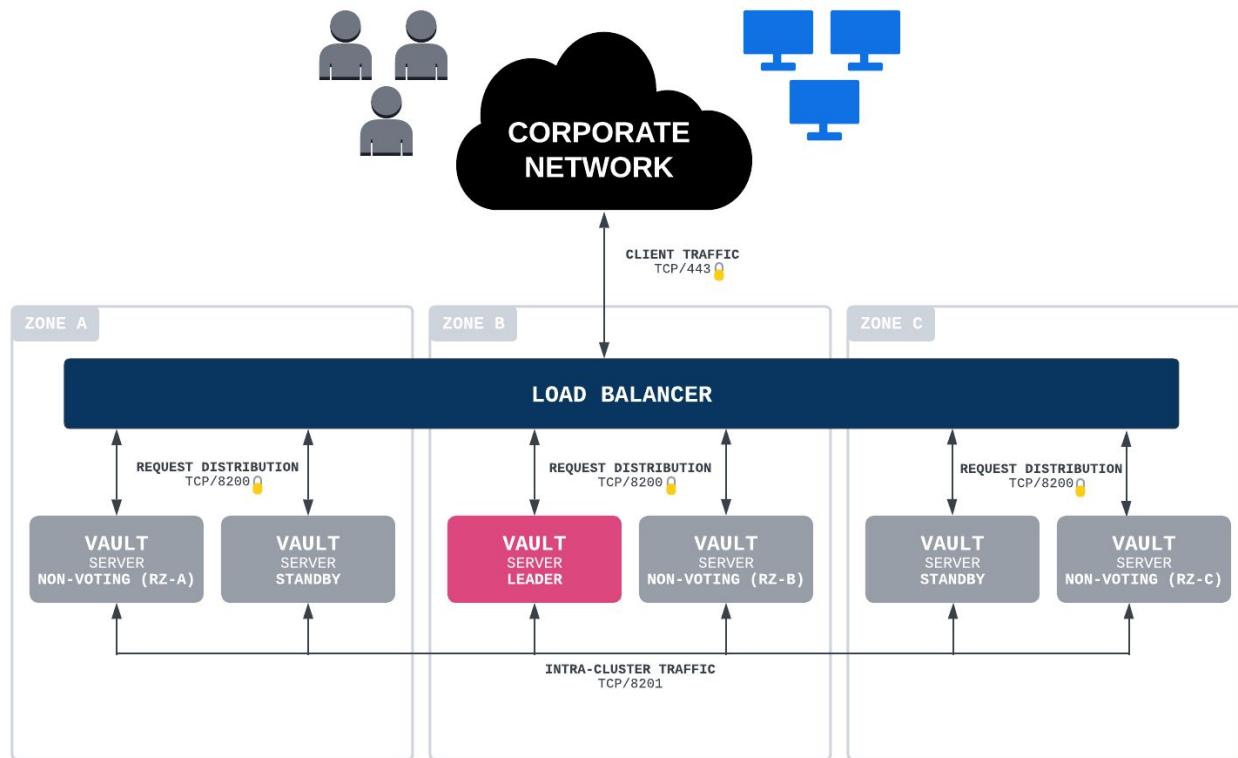 CORPORATE
NETWORK
CLIENT TRAFFIC
TCP/443
ZONE A
ZONE B
ZONE C
LOAD BALANCER
REQUEST DISTRIBUTION
TCP/8200
REQUEST DISTRIBUTION
TCP/8200
REQUEST DISTRIBUTION
TCP/8200
VAULT
SERVER
NON-VOTING (RZ-A)
VAULT
SERVER
STANDBY
VAULT
SERVER
LEADER
VAULT
SERVER
NON-VOTING (RZ-B)
VAULT
SERVER
STANDBY
VAULT
SERVER
NON-VOTING (RZ-C)
INTRA-CLUSTER TRAFFIC
TCP/8201